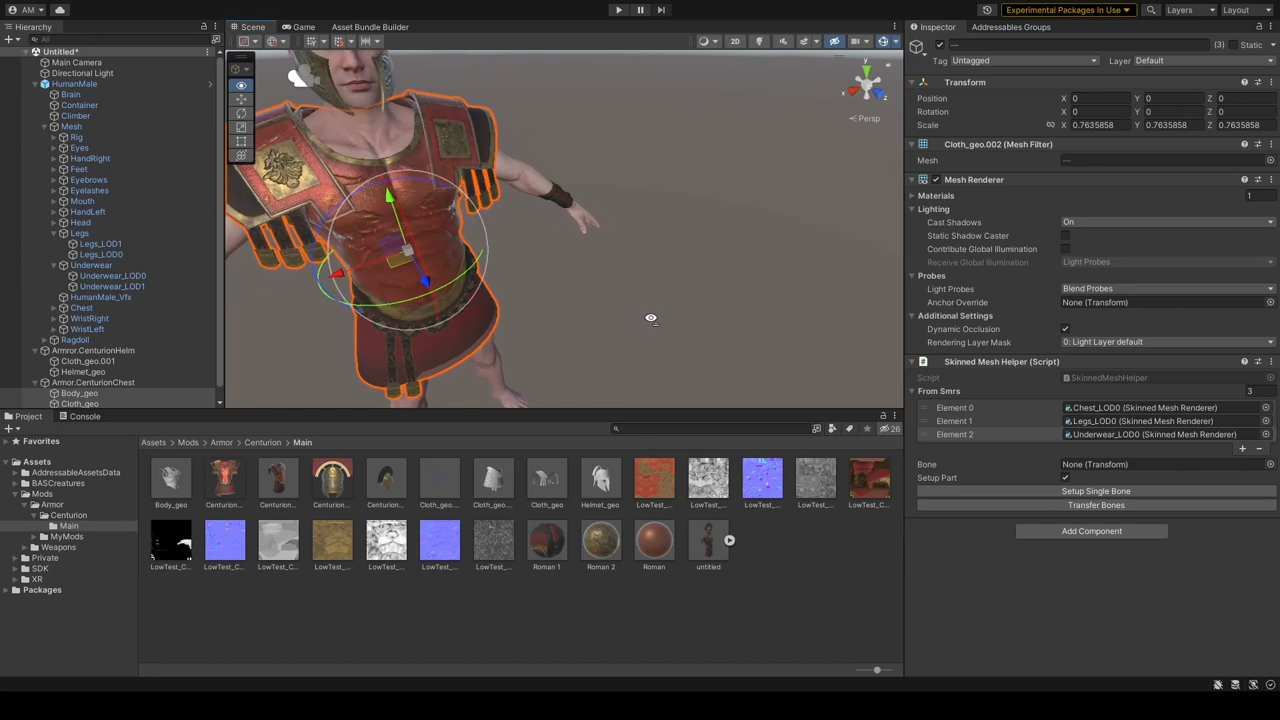 AM
Experimental Packages In Use
Layers
Layout
Hierarchy
All
Untitled*
Main Camera
Directional Light
HumanMale
Brain
Container
Climber
Mesh
Rig
Eyes
HandRight
Feet
Eyebrows
Eyelashes
Mouth
HandLeft
Head
Legs
Legs_LOD1
Legs_LOD0
Underwear
Underwear_LOD0
Underwear_LOD1
HumanMale_Vfx
Chest
WristRight
WristLeft
Ragdoll
Armor.CenturionHelm
Cloth_geo.001
Helmet_geo
Armor.CenturionChest
Body_geo
Cloth_geo
Scene
Game
Asset Bundle Builder
2D
y
x
z
Persp
Inspector
Addressables Groups
—
(3)
Static
Tag
Untagged
Layer
Default
Transform
Position
X 0 Y 0 Z 0
Rotation
X 0 Y 0 Z 0
Scale
X 0.7635858 Y 0.7635858 Z 0.7635858
Cloth_geo.002 (Mesh Filter)
Mesh
—
Mesh Renderer
Materials
1
Lighting
Cast Shadows
On
Static Shadow Caster
Contribute Global Illumination
Receive Global Illumination
Light Probes
Probes
Light Probes
Blend Probes
Anchor Override
None (Transform)
Additional Settings
Dynamic Occlusion
Rendering Layer Mask
0: Light Layer default
Skinned Mesh Helper (Script)
Script
SkinnedMeshHelper
From Smrs
3
Element 0
Chest_LOD0 (Skinned Mesh Renderer)
Element 1
Legs_LOD0 (Skinned Mesh Renderer)
Element 2
Underwear_LOD0 (Skinned Mesh Renderer)
Bone
None (Transform)
Setup Part
Setup Single Bone
Transfer Bones
Add Component
Project
Console
26
Favorites
Assets
AddressableAssetsData
BASCreatures
Mods
Armor
Centurion
Main
MyMods
Weapons
Private
SDK
XR
Packages
Assets > Mods > Armor > Centurion > Main
Body_geo
Centurion...
Centurion...
Centurion...
Centurion...
Cloth_geo...
Cloth_geo...
Cloth_geo
Helmet_geo
LowTest_...
LowTest_...
LowTest_...
LowTest_...
LowTest_C...
LowTest_C...
LowTest_C...
LowTest_C...
LowTest_...
LowTest_...
LowTest_...
LowTest_...
Roman 1
Roman 2
Roman
untitled